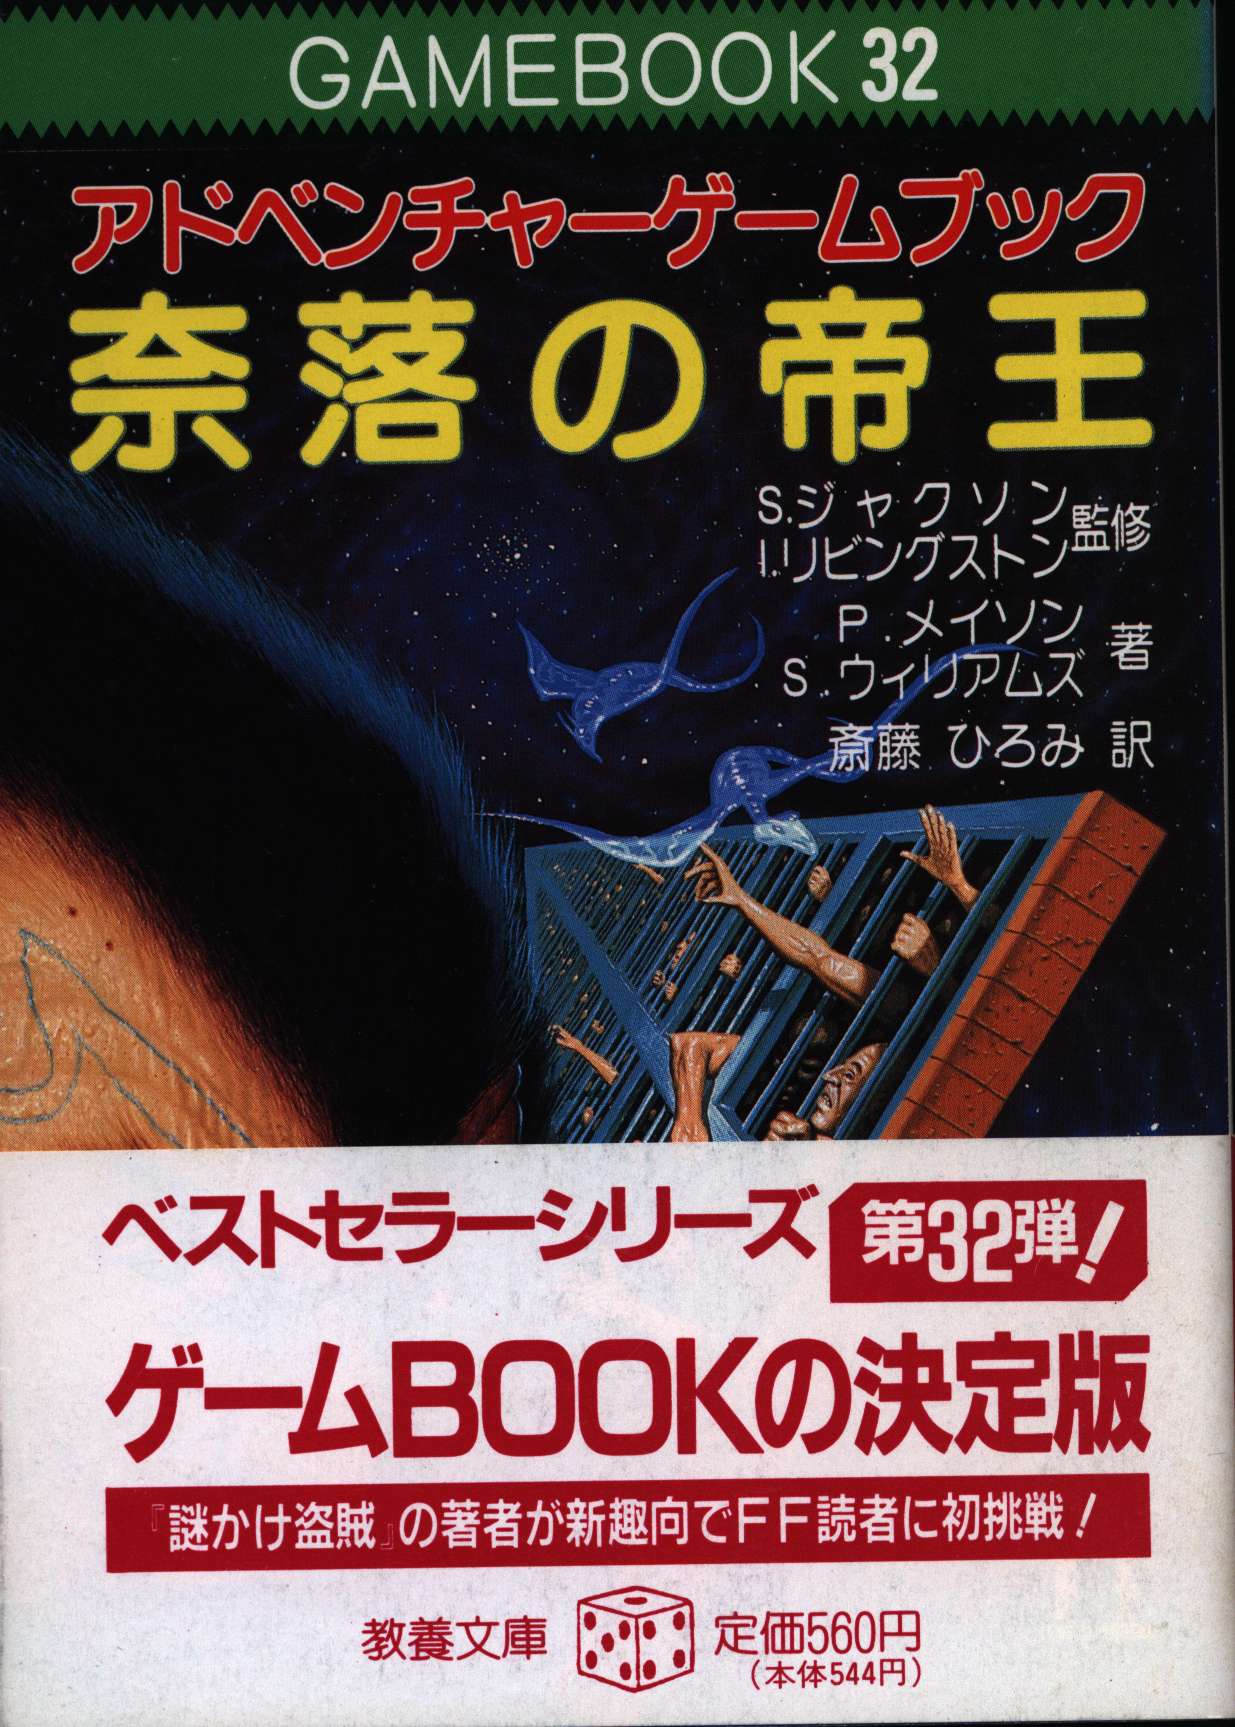 GAMEBOOK 32
アドベンチャーゲームブック
奈落の帝王
S.ジャクソン
I.リビングストン 監修
P.メイソン
S.ウィリアムズ 著
斎藤 ひろみ 訳
ベストセラーシリーズ 第32弾!
ゲームBOOKの決定版
『謎かけ盗賊』の著者が新趣向でFF読者に初挑戦!
教養文庫 定価560円
(本体544円)